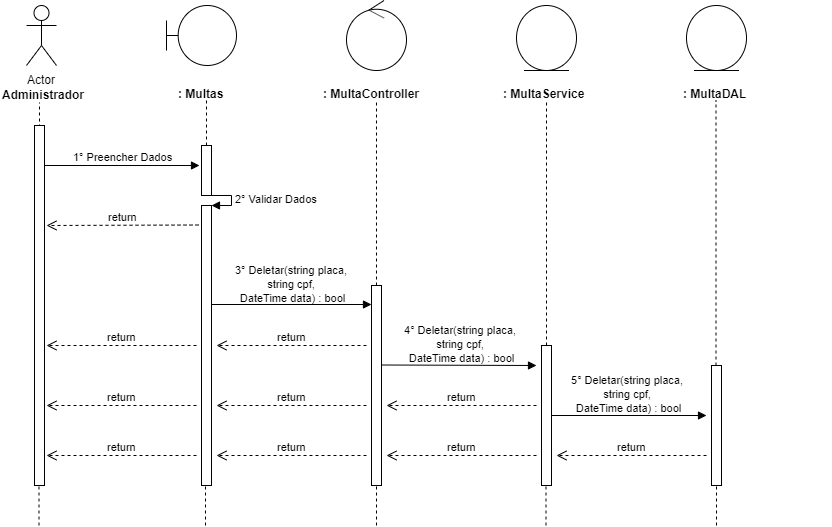 Actor
Administrador
: Multas
: MultaController
: MultaService
: MultaDAL
1° Preencher Dados
2° Validar Dados
return
3° Deletar(string placa,
string cpf,
DateTime data) : bool
return
return
4° Deletar(string placa,
string cpf,
DateTime data) : bool
5° Deletar(string placa,
string cpf,
DateTime data) : bool
return
return
return
return
return
return
return